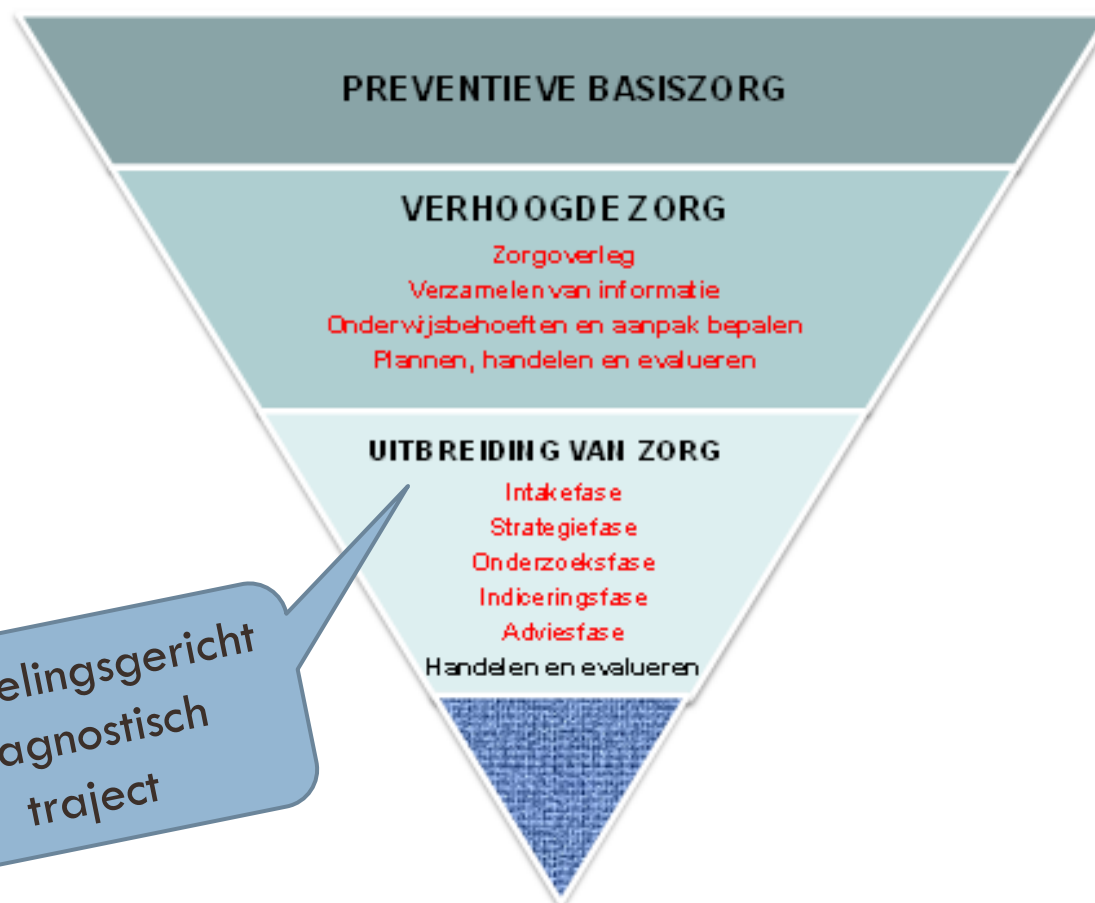 PREVENTIEVE BASISZORG
VERHOOGDE ZORG
Zorgoverleg
Verzamelen van informatie
Onderwijsbehoeften en aanpak bepalen
Plannen, handelen en evalueren
UITBREIDING VAN ZORG
Intakefase
Strategiefase
Onderzoeksfase
Indiceringsfase
Adviesfase
Handelen en evalueren
elingsgericht
agnostisch
traject